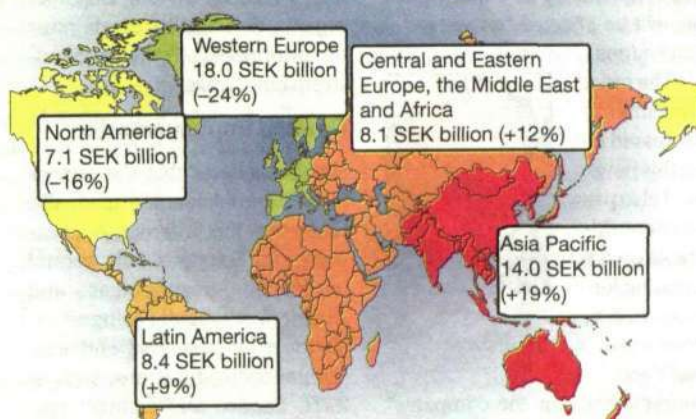 Western Europe
18.0 SEK billion
(–24%)
Central and Eastern
Europe, the Middle East
and Africa
8.1 SEK billion (+12%)
North America
7.1 SEK billion
(–16%)
Asia Pacific
14.0 SEK billion
(+19%)
Latin America
8.4 SEK billion
(+9%)